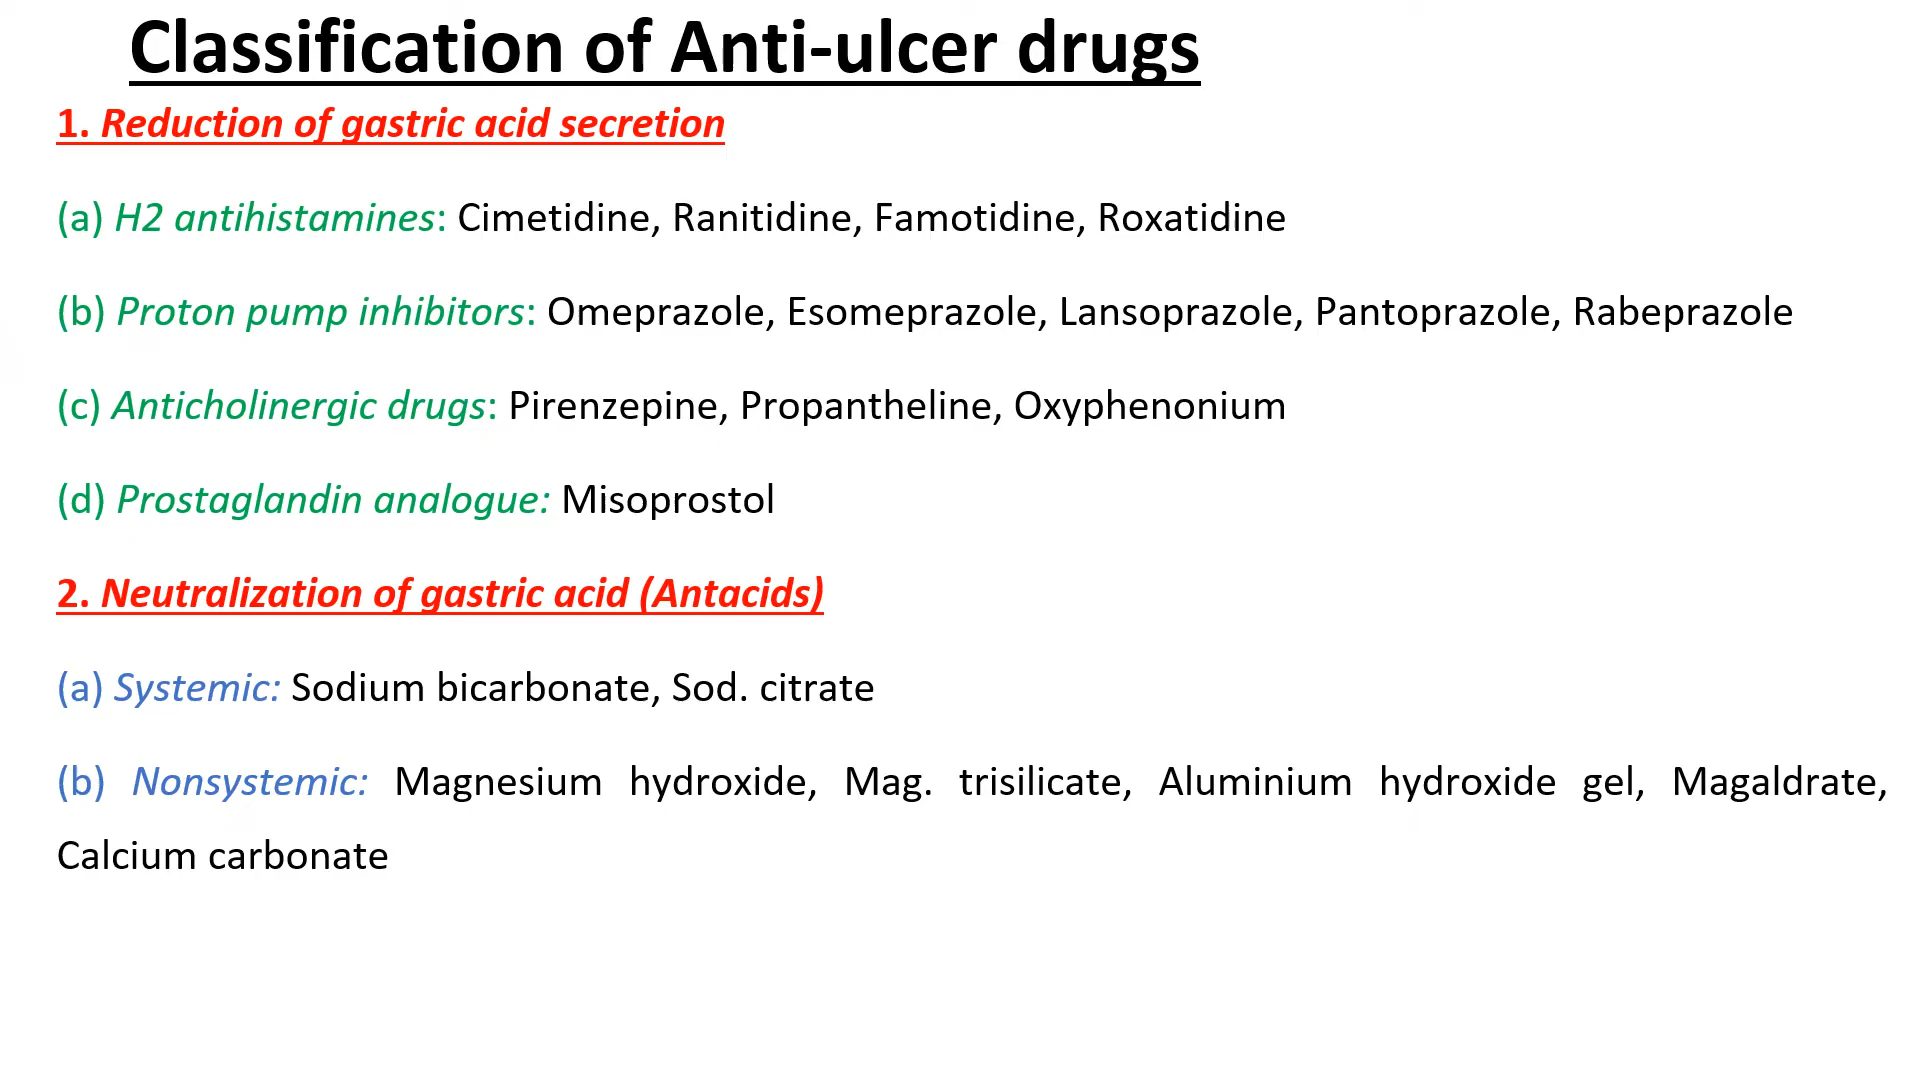 Classification of Anti-ulcer drugs
1. Reduction of gastric acid secretion
(a) H2 antihistamines: Cimetidine, Ranitidine, Famotidine, Roxatidine
(b) Proton pump inhibitors: Omeprazole, Esomeprazole, Lansoprazole, Pantoprazole, Rabeprazole
(c) Anticholinergic drugs: Pirenzepine, Propantheline, Oxyphenonium
(d) Prostaglandin analogue: Misoprostol
2. Neutralization of gastric acid (Antacids)
(a) Systemic: Sodium bicarbonate, Sod. citrate
(b) Nonsystemic: Magnesium hydroxide, Mag. trisilicate, Aluminium hydroxide gel, Magaldrate,
Calcium carbonate